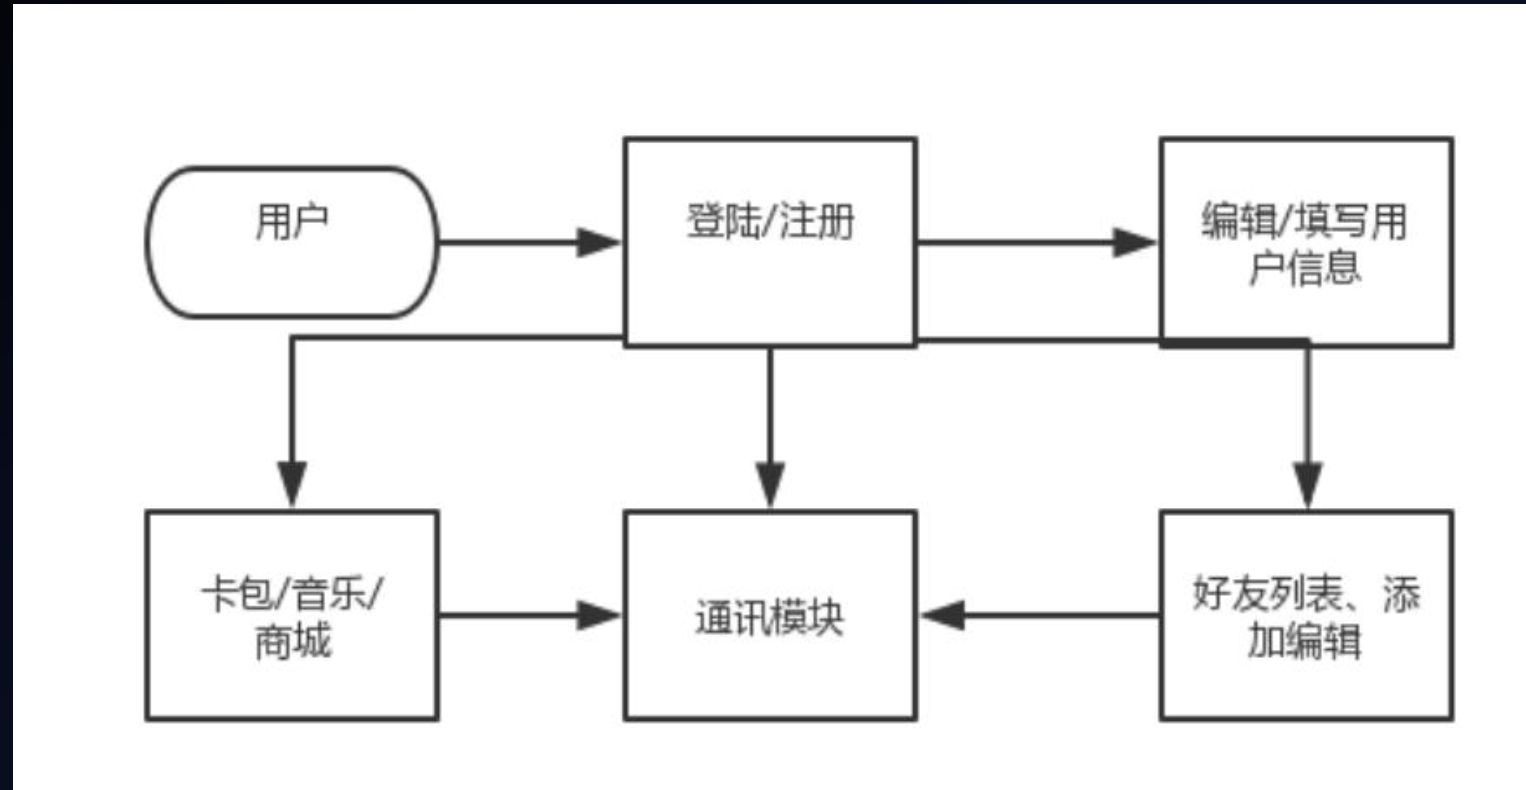 用户
登陆/注册
编辑/填写用
户信息
卡包/音乐/
商城
通讯模块
好友列表、添
加编辑